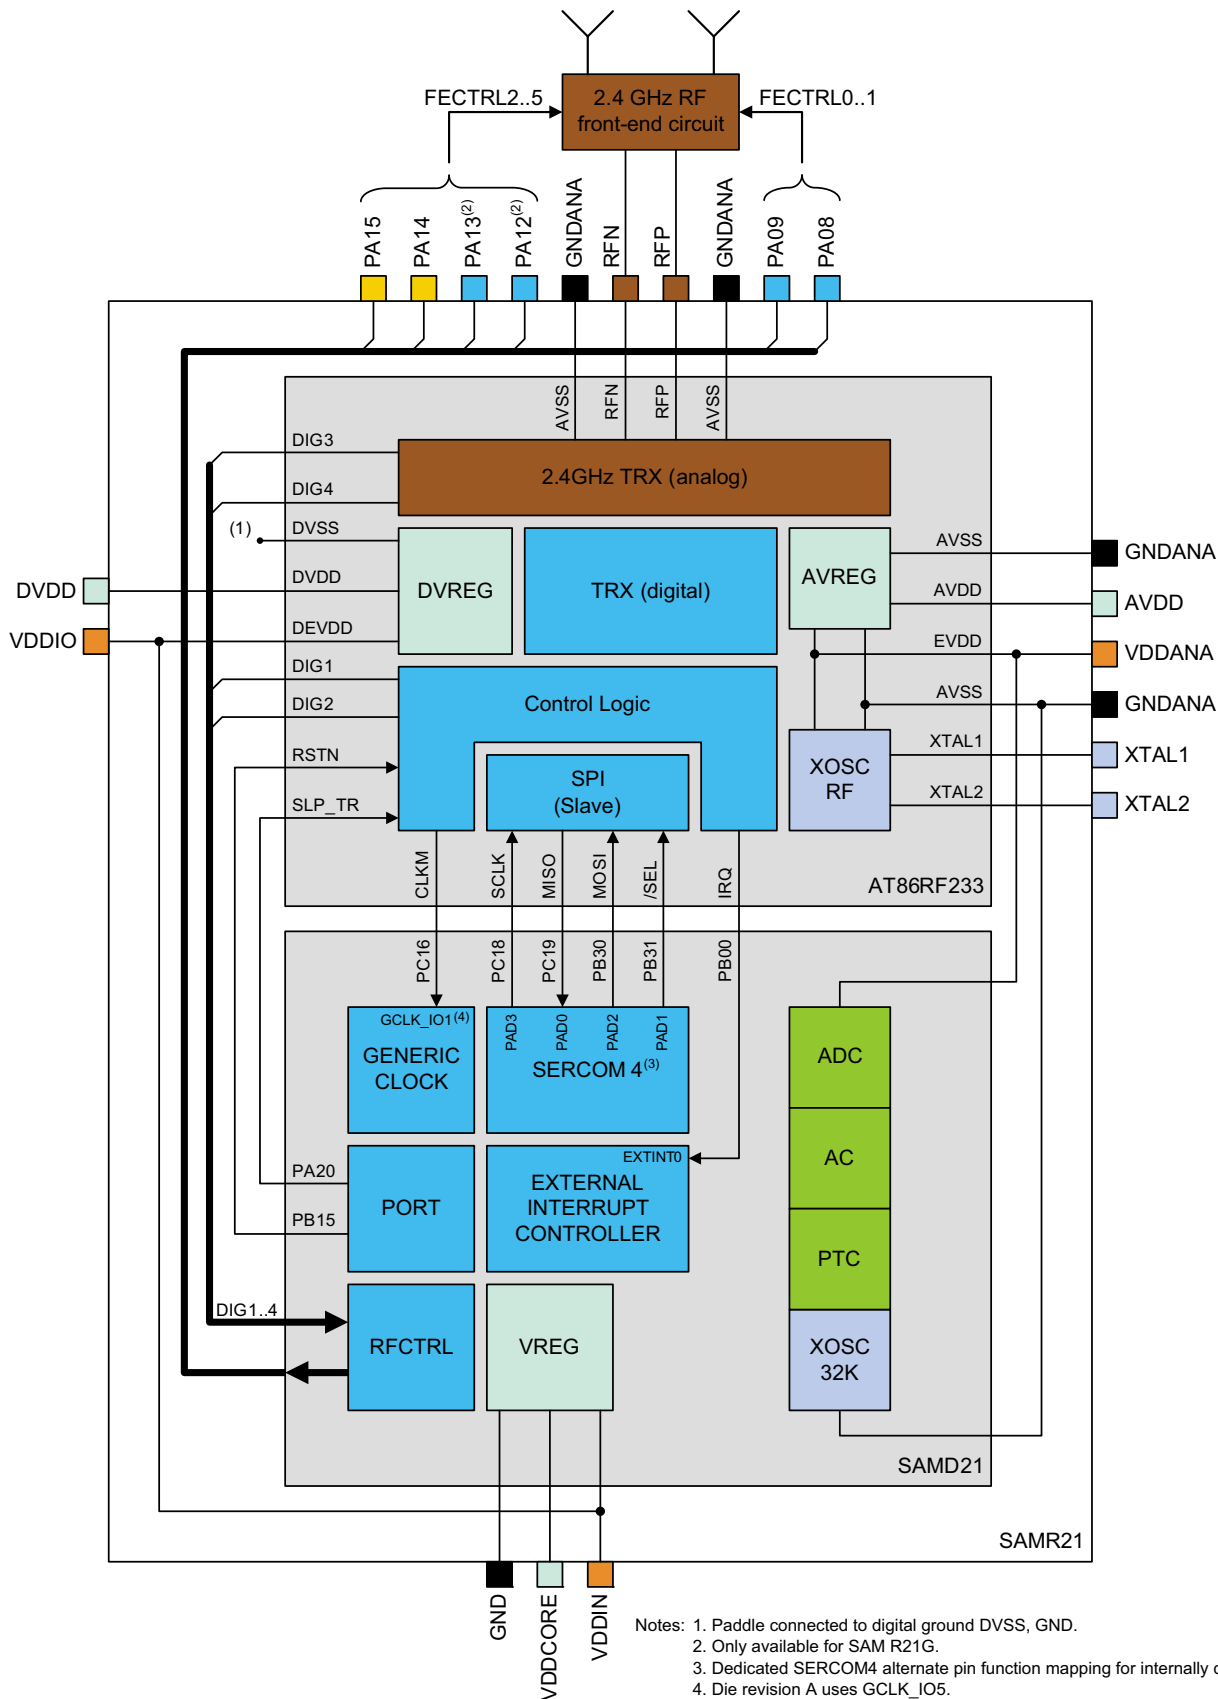 FECTRL2..5
2.4 GHz RF
front-end circuit
FECTRL0..1
PA15
PA14
PA13(2)
PA12(2)
GNDANA
RFN
RFP
GNDANA
PA09
PA08
AVSS
RFN
RFP
AVSS
DIG3
2.4GHz TRX (analog)
DIG4
(1)
DVSS
DVDD
DVDD
DVREG
TRX (digital)
AVREG
AVSS
GNDANA
AVDD
AVDD
VDDIO
DEVDD
EVDD
VDDANA
DIG1
DIG2
Control Logic
AVSS
GNDANA
RSTN
SLP_TR
SPI
(Slave)
XOSC
RF
XTAL1
XTAL1
XTAL2
XTAL2
CLKM
SCLK
MISO
MOSI
/SEL
IRQ
AT86RF233
PC16
PC18
PC19
PB30
PB31
PB00
GCLK_IO1(4)
GENERIC
CLOCK
PAD3
PAD0
PAD2
PAD1
SERCOM 4(3)
ADC
AC
PTC
XOSC
32K
PA20
PB15
PORT
EXTINT0
EXTERNAL
INTERRUPT
CONTROLLER
DIG1..4
RFCTRL
VREG
SAMD21
SAMR21
GND
VDDCORE
VDDIN
Notes: 1. Paddle connected to digital ground DVSS, GND.
2. Only available for SAM R21G.
3. Dedicated SERCOM4 alternate pin function mapping for internally
4. Die revision A uses GCLK_IO5.